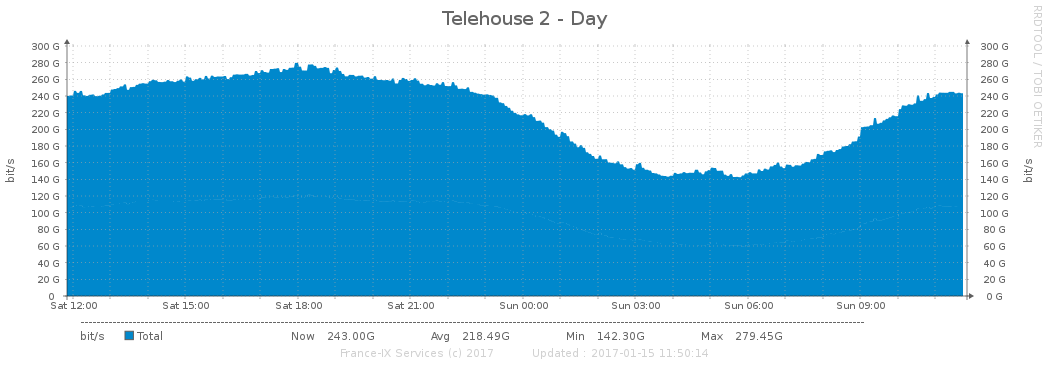 Telehouse 2 - Day
RRDTOOL / TOBI OETIKER
300 G 300 G
280 G 280 G
260 G 260 G
240 G 240 G
220 G 220 G
200 G 200 G
180 G 180 G
160 G 160 G
140 G 140 G
120 G 120 G
100 G 100 G
80 G 80 G
60 G 60 G
40 G 40 G
20 G 20 G
0 0 G
bit/s bit/s
Sat 12:00 Sat 15:00 Sat 18:00 Sat 21:00 Sun 00:00 Sun 03:00 Sun 06:00 Sun 09:00
bit/s Total Now 243.00G Avg 218.49G Min 142.30G Max 279.45G
France-IX Services (c) 2017 Updated : 2017-01-15 11:50:14